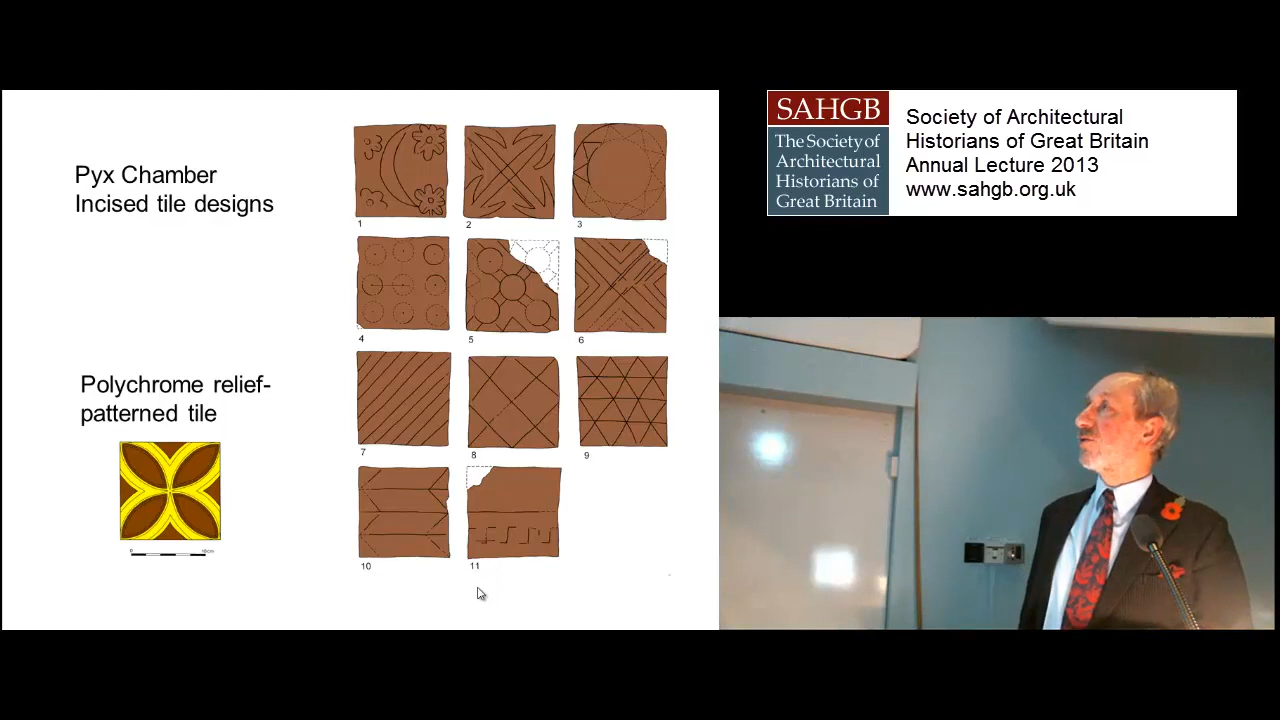 Pyx Chamber
Incised tile designs
1
2
3
4
5
6
Polychrome relief-
patterned tile
7
8
9
0
10cm
10
11
SAHGB
The Society of
Architectural
Historians of
Great Britain
Society of Architectural
Historians of Great Britain
Annual Lecture 2013
www.sahgb.org.uk